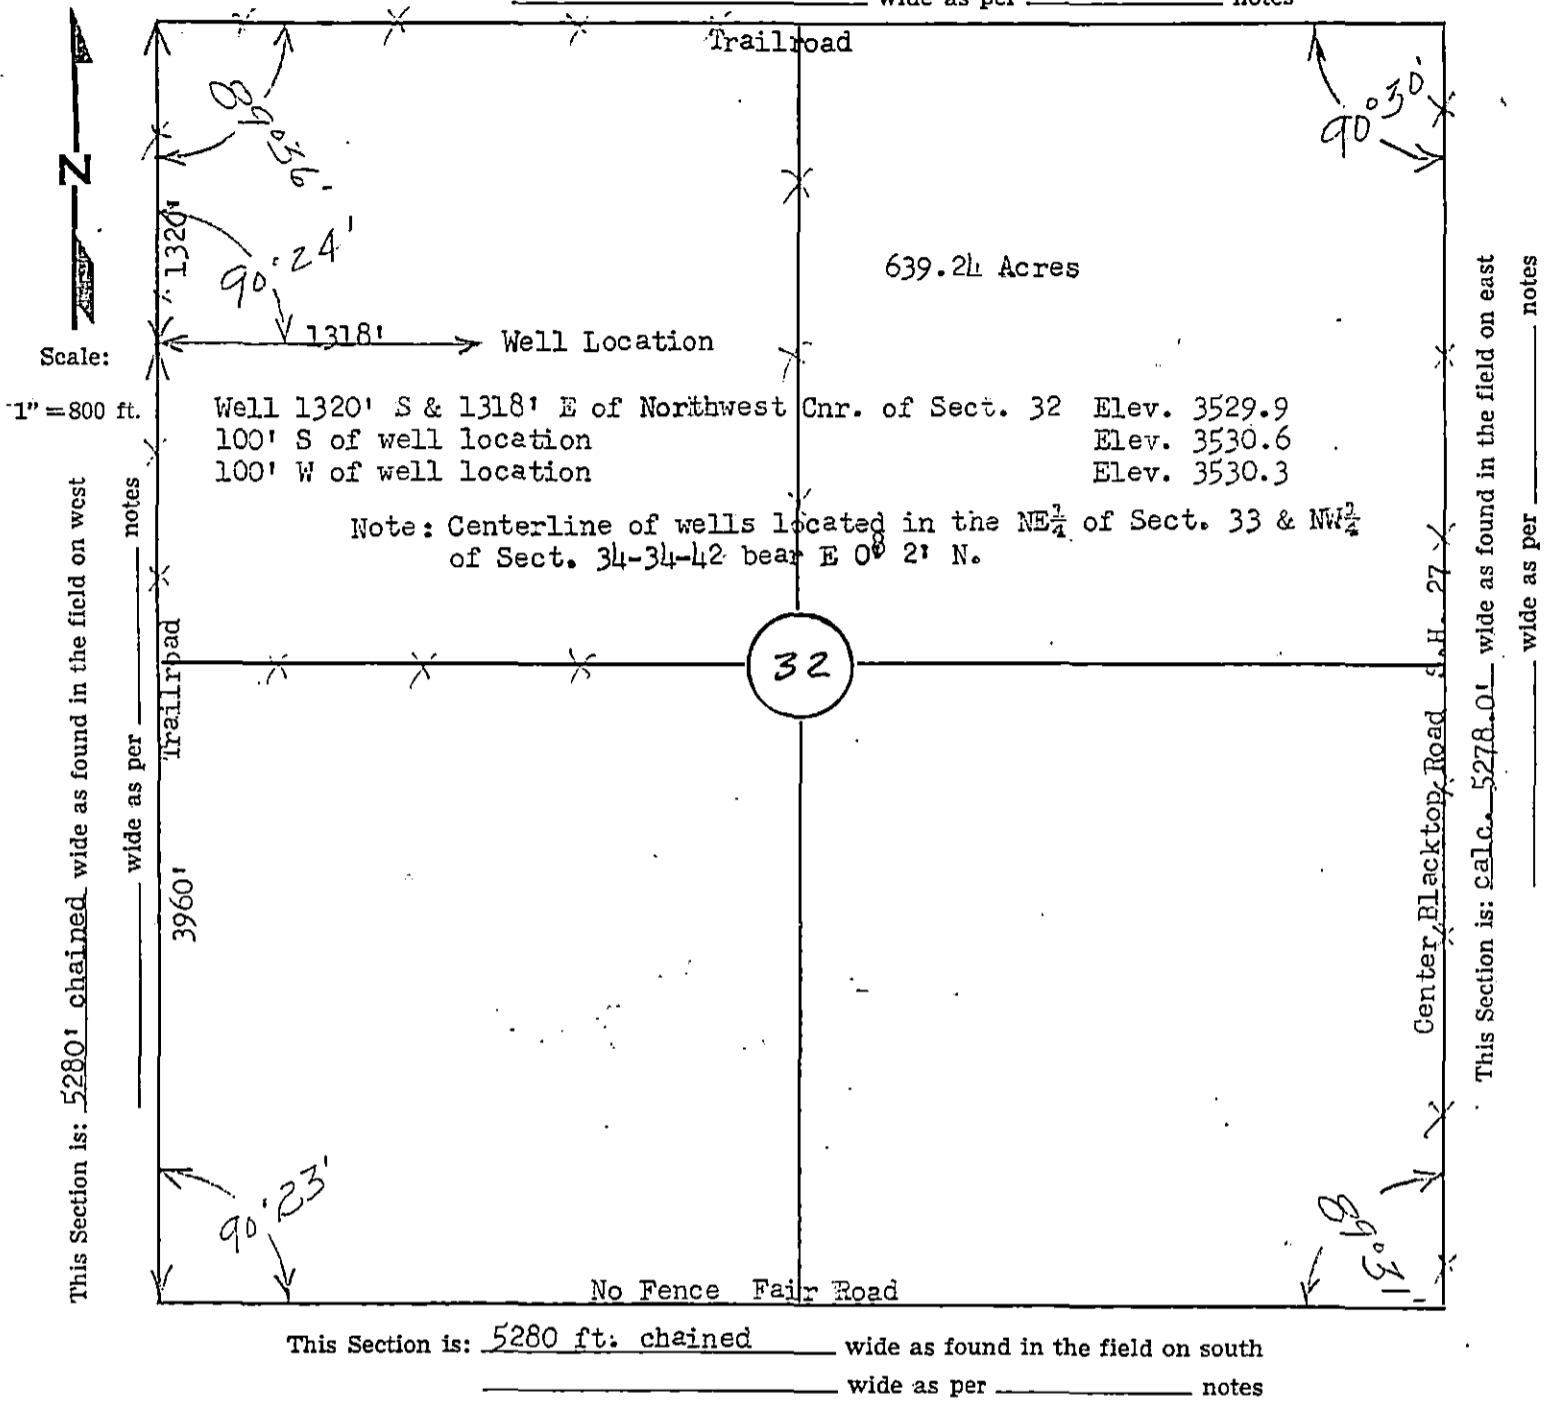 wide as per notes
Trailroad
N
89°36'
90°30'
1320'
90°24'
639.24 Acres
1318'
Well Location
Scale:
1" = 800 ft.
Well 1320' S & 1318' E of Northwest Cnr. of Sect. 32 Elev. 3529.9
100' S of well location Elev. 3530.6
100' W of well location Elev. 3530.3
Note: Centerline of wells located in the NE¼ of Sect. 33 & NW¼
of Sect. 34-34-42 bear E 0° 2' N.
This Section is: 5280' chained wide as found in the field on west
wide as per notes
Trailroad
3960'
32
Center Blacktop Road S.H. 27
This Section is: calc. 5278.0' wide as found in the field on east
wide as per notes
90°23'
89°31'
No Fence Fair Road
This Section is: 5280 ft. chained wide as found in the field on south
wide as per notes